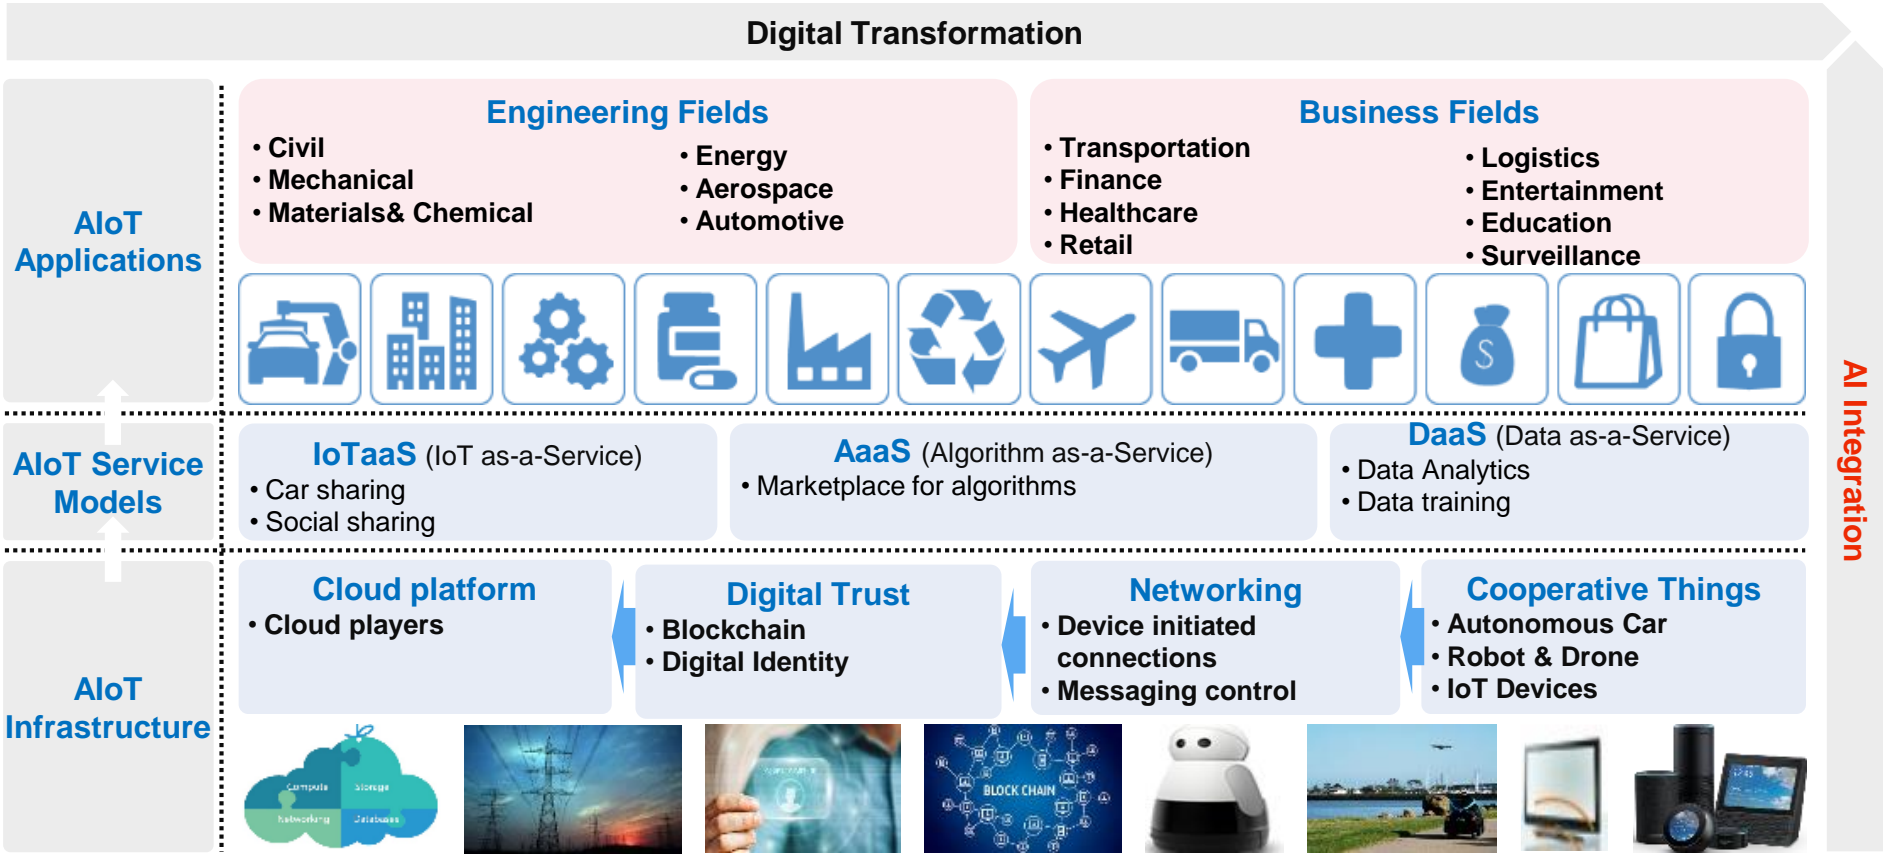 Digital Transformation
AIoT
Applications
Engineering Fields
• Civil
• Mechanical
• Materials& Chemical
• Energy
• Aerospace
• Automotive
Business Fields
• Transportation
• Finance
• Healthcare
• Retail
• Logistics
• Entertainment
• Education
• Surveillance
$
AI Integration
AIoT Service
Models
IoTaaS (IoT as-a-Service)
• Car sharing
• Social sharing
AaaS (Algorithm as-a-Service)
• Marketplace for algorithms
DaaS (Data as-a-Service)
• Data Analytics
• Data training
AIoT
Infrastructure
Cloud platform
• Cloud players
Digital Trust
• Blockchain
• Digital Identity
Networking
• Device initiated
connections
• Messaging control
Cooperative Things
• Autonomous Car
• Robot & Drone
• IoT Devices
Compute
Storage
Networking
Databases
BLOCK CHAIN